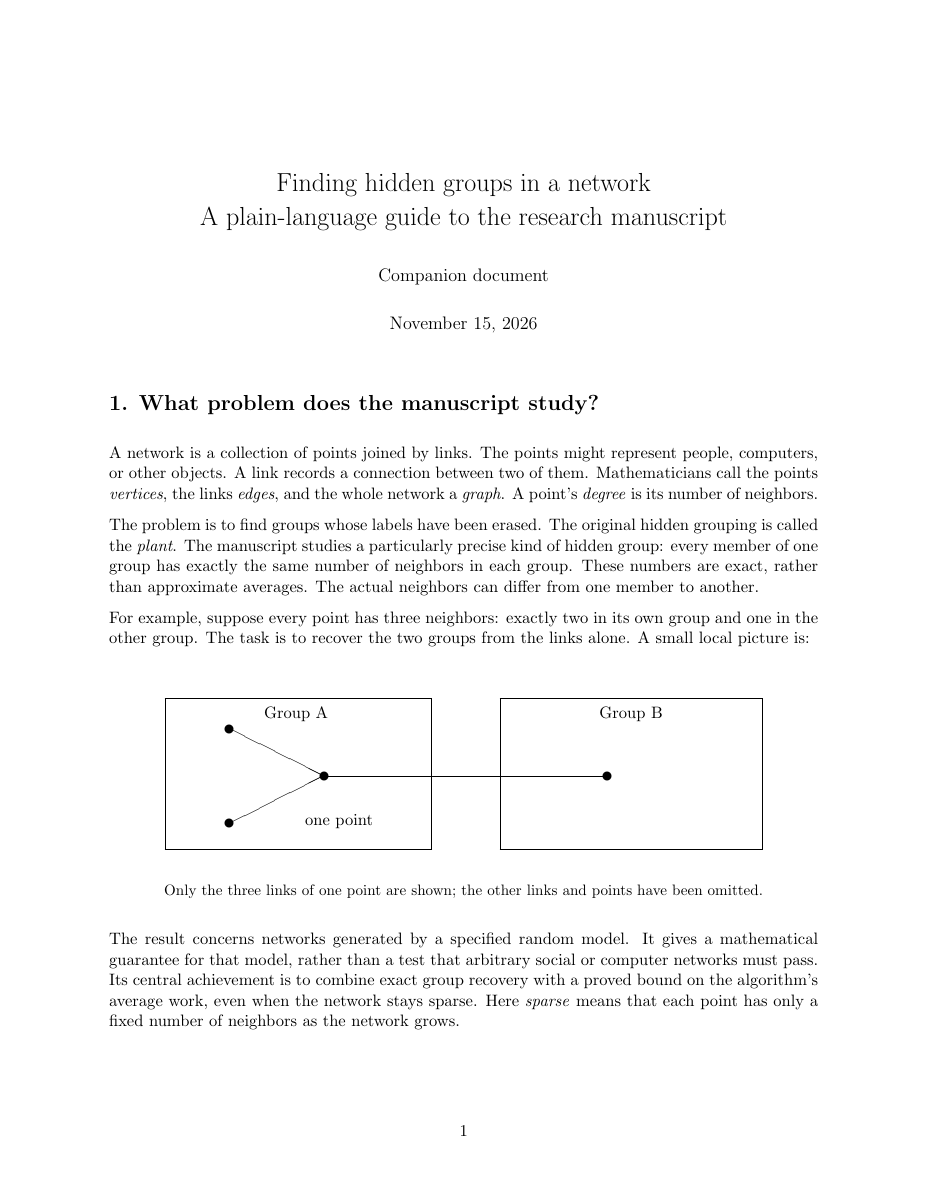 Finding hidden groups in a network
A plain-language guide to the research manuscript
Companion document
November 15, 2026
1. What problem does the manuscript study?
A network is a collection of points joined by links. The points might represent people, computers,
or other objects. A link records a connection between two of them. Mathematicians call the points
vertices, the links edges, and the whole network a graph. A point's degree is its number of neighbors.
The problem is to find groups whose labels have been erased. The original hidden grouping is called
the plant. The manuscript studies a particularly precise kind of hidden group: every member of one
group has exactly the same number of neighbors in each group. These numbers are exact, rather
than approximate averages. The actual neighbors can differ from one member to another.
For example, suppose every point has three neighbors: exactly two in its own group and one in the
other group. The task is to recover the two groups from the links alone. A small local picture is:
Group A
Group B
one point
Only the three links of one point are shown; the other links and points have been omitted.
The result concerns networks generated by a specified random model. It gives a mathematical
guarantee for that model, rather than a test that arbitrary social or computer networks must pass.
Its central achievement is to combine exact group recovery with a proved bound on the algorithm's
average work, even when the network stays sparse. Here sparse means that each point has only a
fixed number of neighbors as the network grows.
1